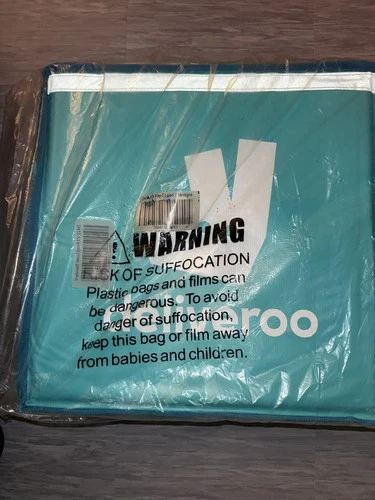 WARNING
RISK OF SUFFOCATION
Plastic bags and films can
be dangerous. To avoid
danger of suffocation,
keep this bag or film away
from babies and children.
deliveroo